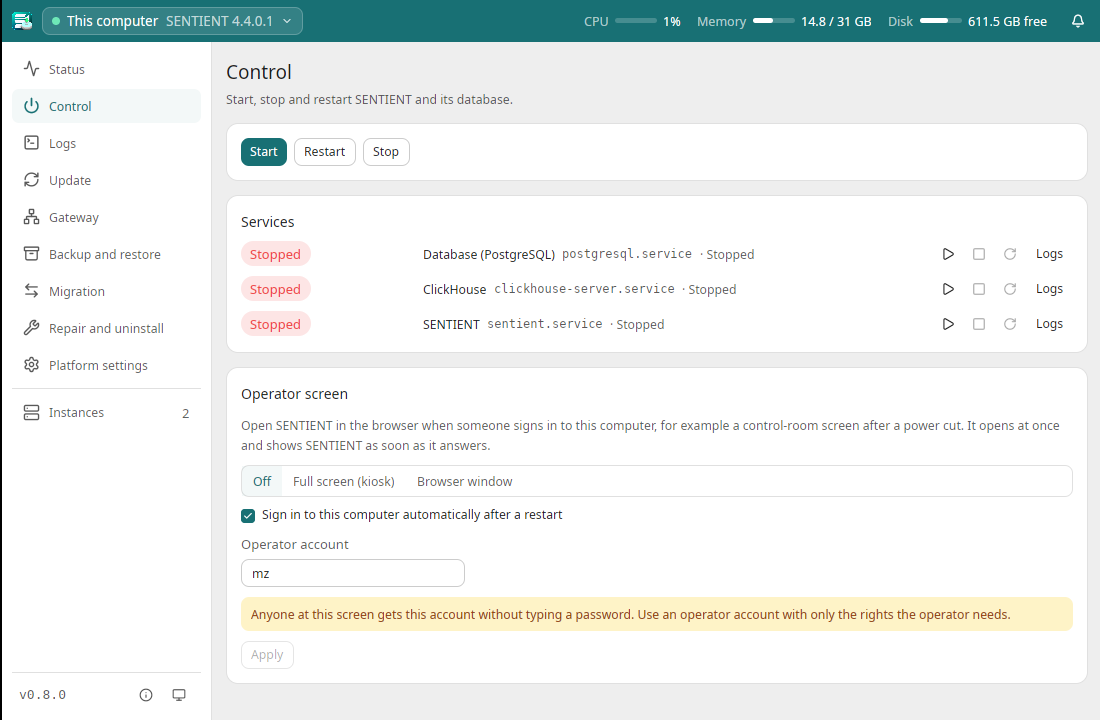 This computer SENTIENT 4.4.0.1
CPU 1% Memory 14.8 / 31 GB Disk 611.5 GB free
Status
Control
Logs
Update
Gateway
Backup and restore
Migration
Repair and uninstall
Platform settings
Instances 2
v0.8.0
Control
Start, stop and restart SENTIENT and its database.
Start Restart Stop
Services
Stopped Database (PostgreSQL) postgresql.service · Stopped Logs
Stopped ClickHouse clickhouse-server.service · Stopped Logs
Stopped SENTIENT sentient.service · Stopped Logs
Operator screen
Open SENTIENT in the browser when someone signs in to this computer, for example a control-room screen after a power cut. It opens at once
and shows SENTIENT as soon as it answers.
Off Full screen (kiosk) Browser window
Sign in to this computer automatically after a restart
Operator account
mz
Anyone at this screen gets this account without typing a password. Use an operator account with only the rights the operator needs.
Apply